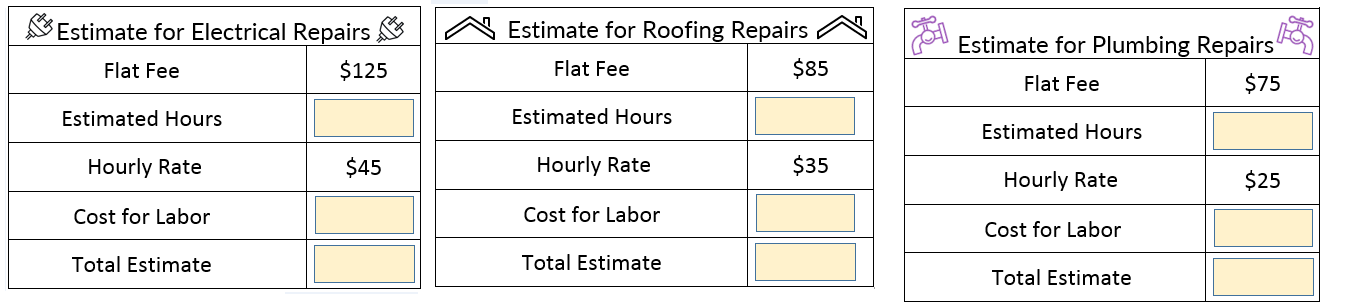 Estimate for Electrical Repairs
Flat Fee $125
Estimated Hours
Hourly Rate $45
Cost for Labor
Total Estimate
Estimate for Roofing Repairs
Flat Fee $85
Estimated Hours
Hourly Rate $35
Cost for Labor
Total Estimate
Estimate for Plumbing Repairs
Flat Fee $75
Estimated Hours
Hourly Rate $25
Cost for Labor
Total Estimate